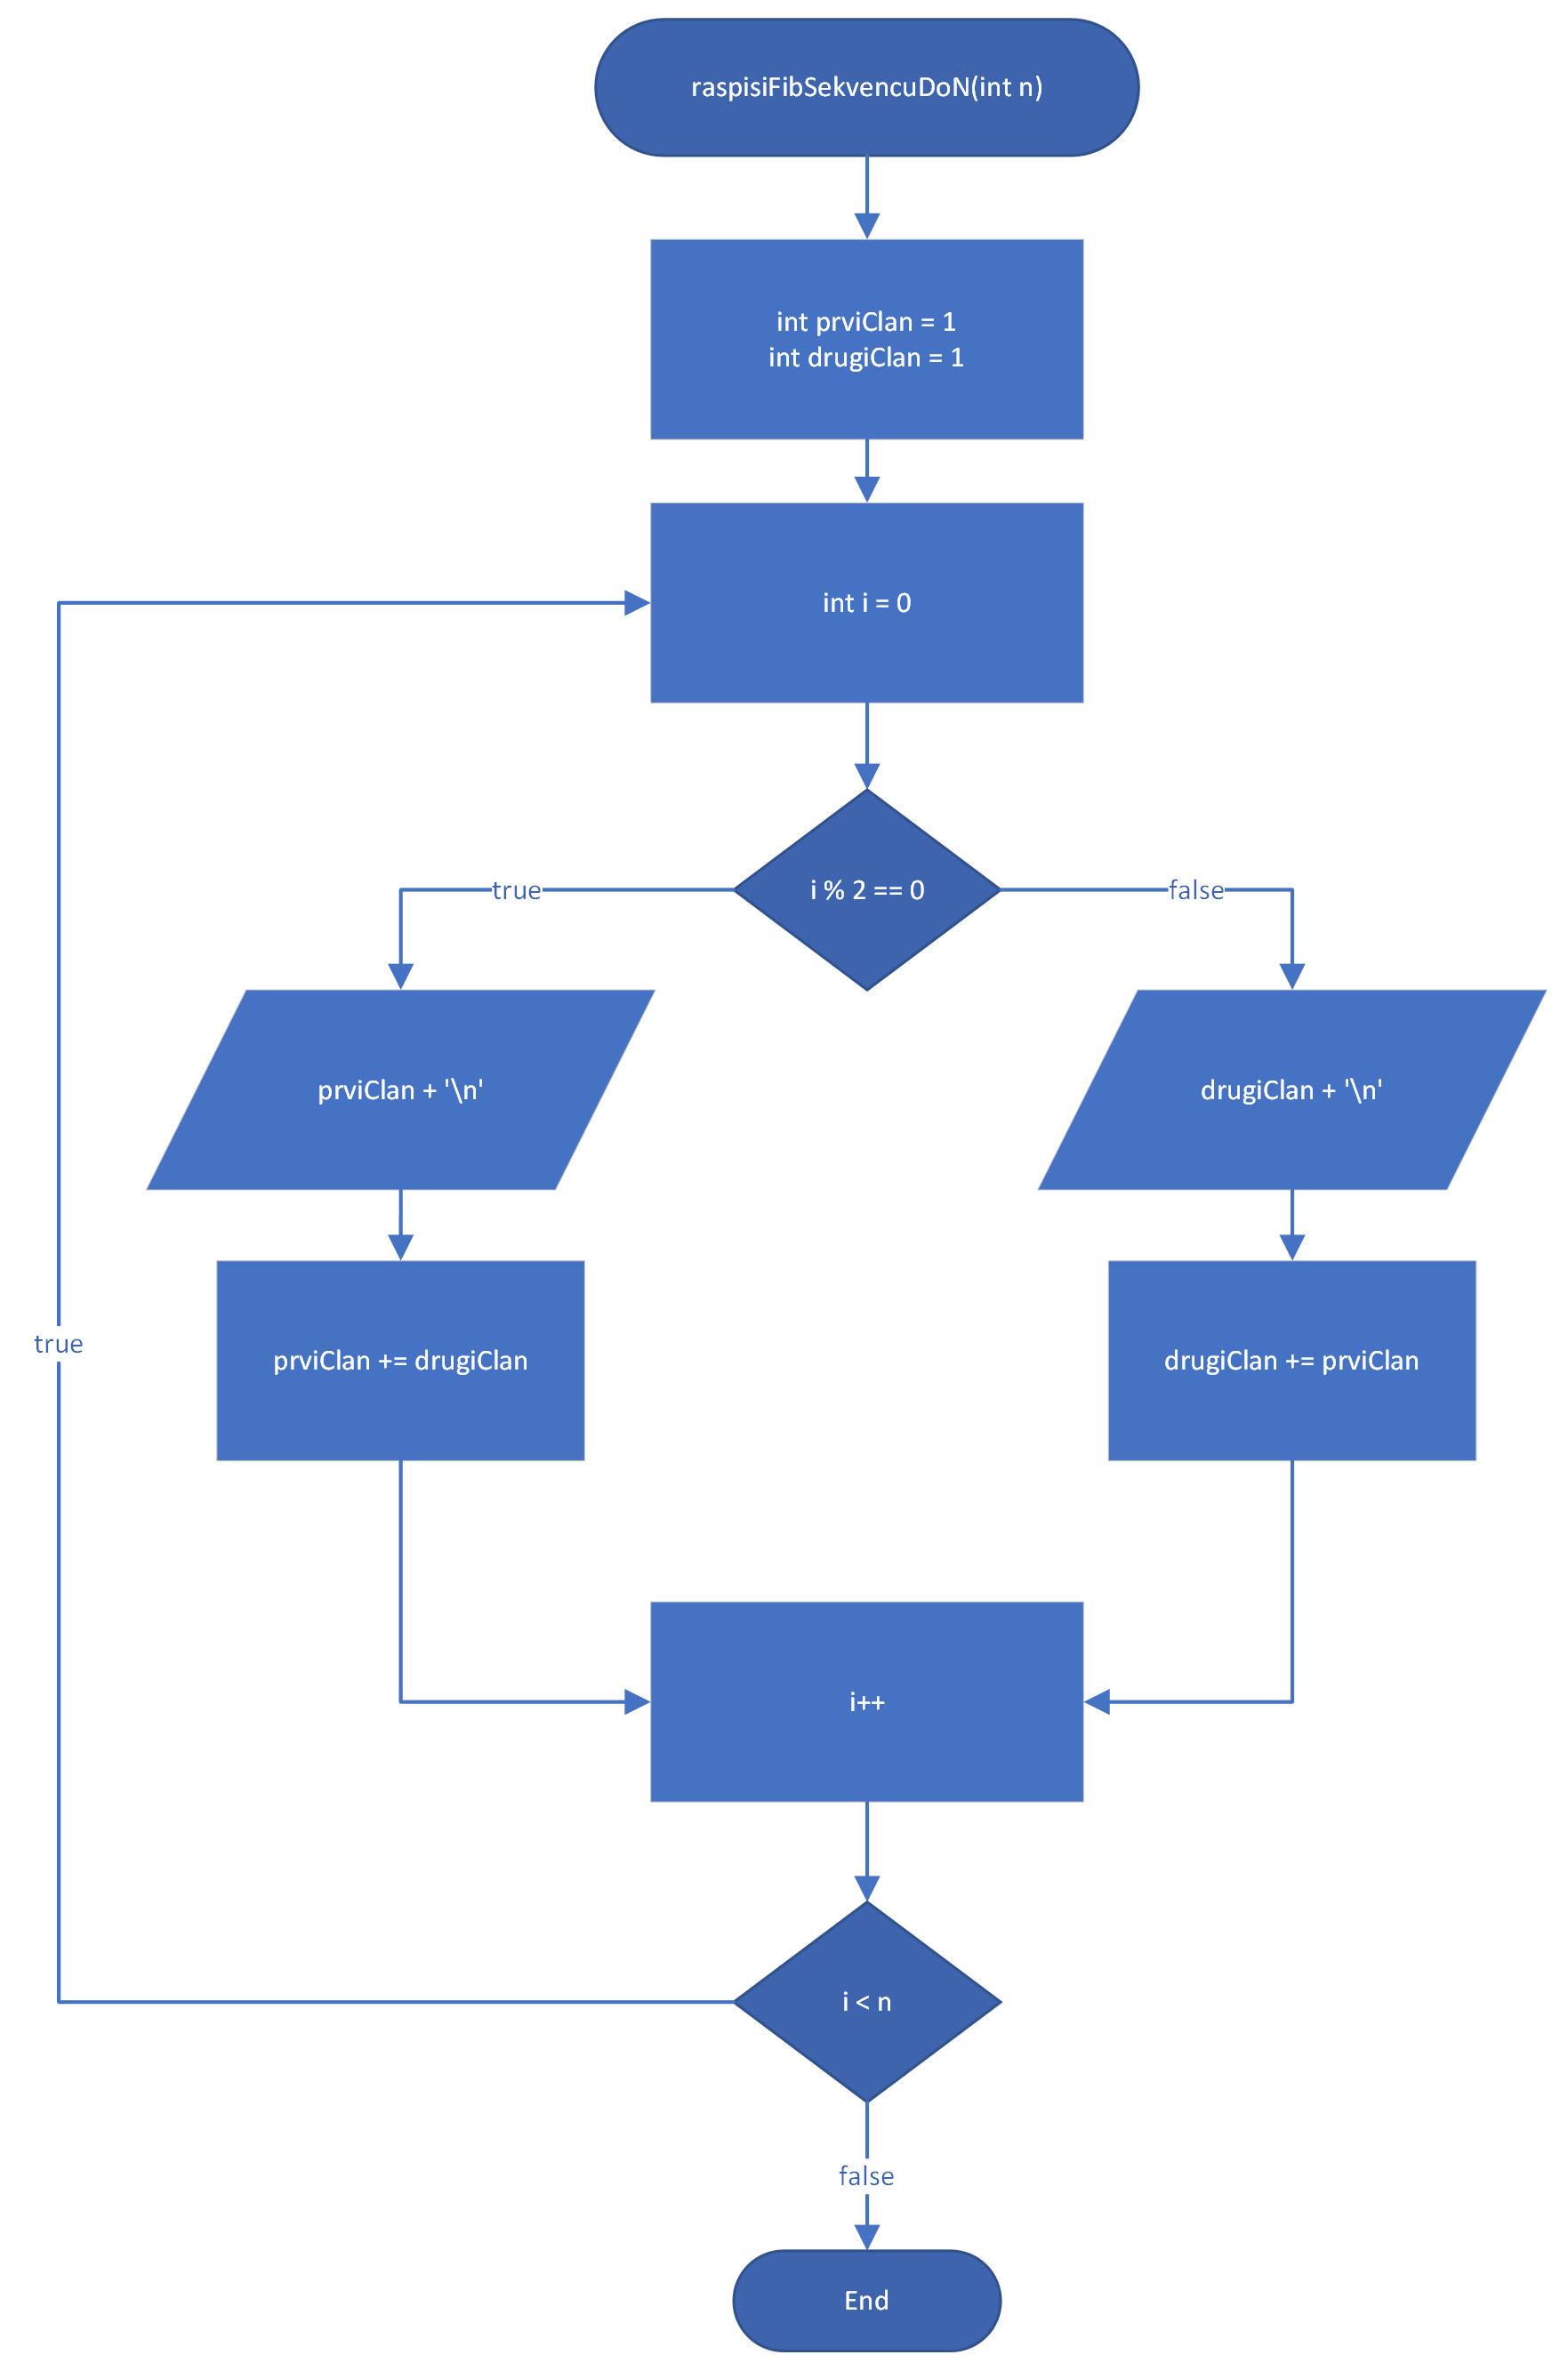 raspisiFibSekvencuDoN(int n)
int prviClan = 1
int drugiClan = 1
int i = 0
i % 2 == 0
true
false
prviClan + '\n'
drugiClan + '\n'
prviClan += drugiClan
drugiClan += prviClan
true
i++
i < n
false
End